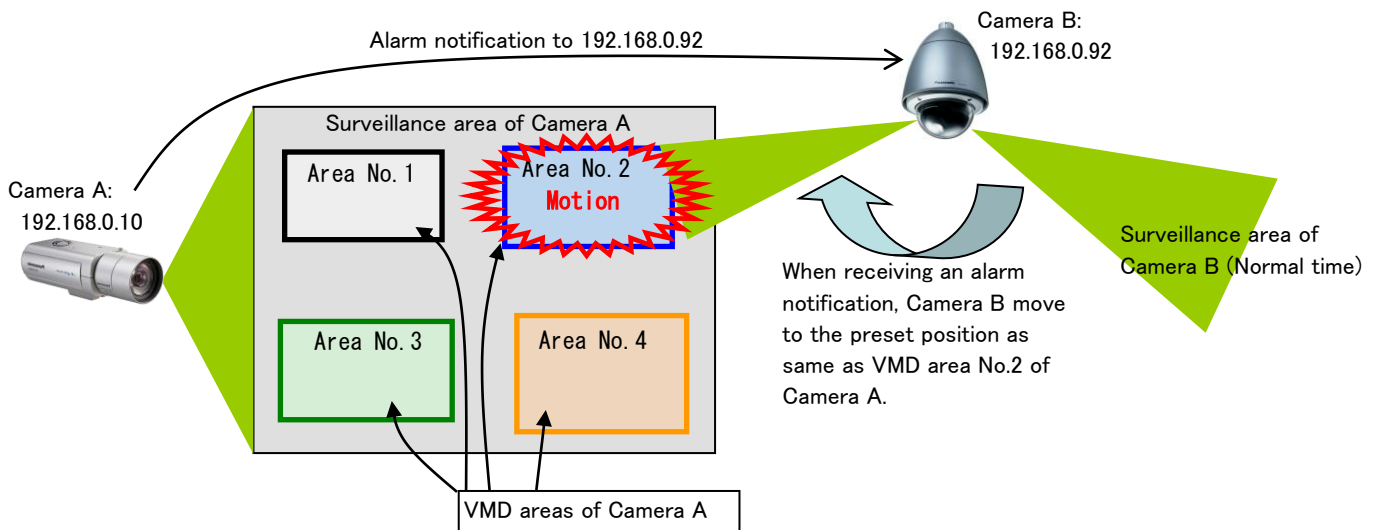 Camera B:
192.168.0.92
Alarm notification to 192.168.0.92
Surveillance area of Camera A
Area No.1
Area No.2
Motion
Camera A:
192.168.0.10
Surveillance area of
Camera B (Normal time)
When receiving an alarm
notification, Camera B move
to the preset position as
same as VMD area No.2 of
Camera A.
Area No.3
Area No.4
VMD areas of Camera A